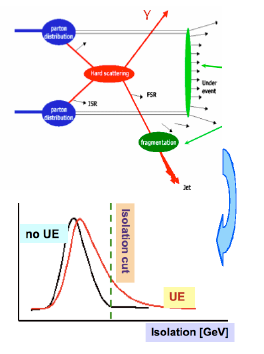 γ
parton
distribution
Hard scattering
Under
event
ISR
FSR
parton
distribution
fragmentation
Jet
no UE
Isolation cut
UE
Isolation [GeV]